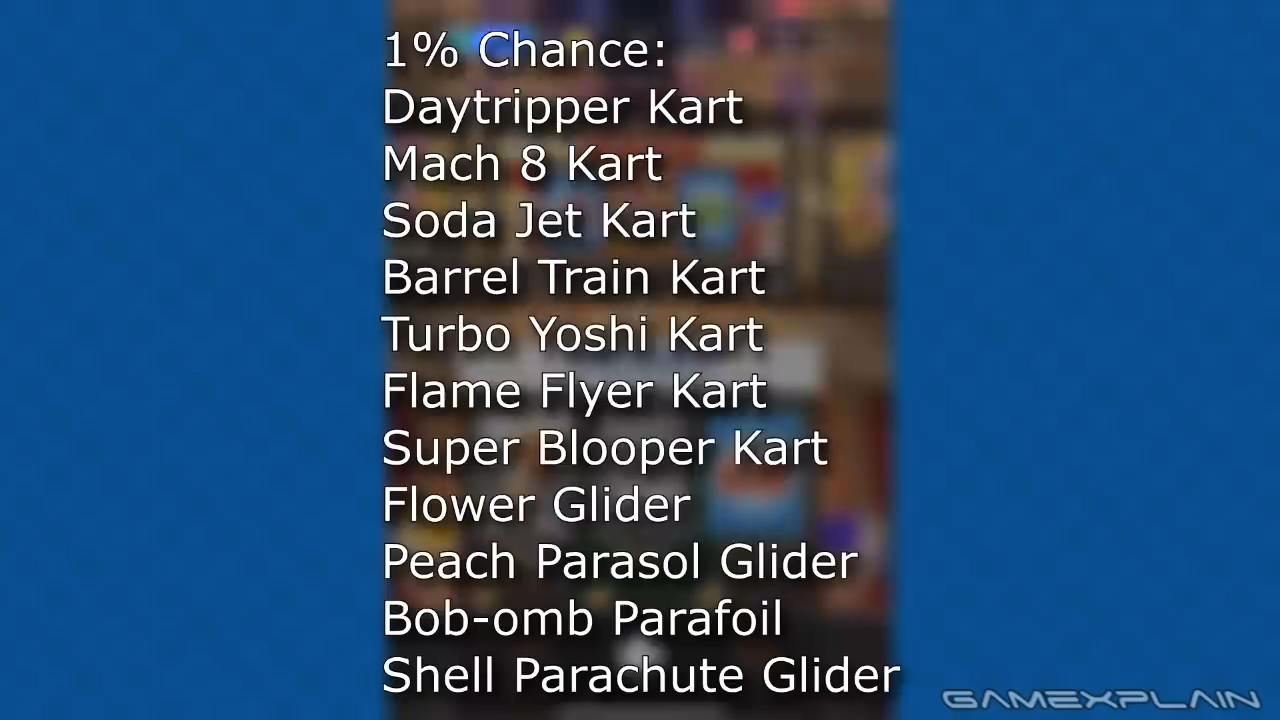 1% Chance:
Daytripper Kart
Mach 8 Kart
Soda Jet Kart
Barrel Train Kart
Turbo Yoshi Kart
Flame Flyer Kart
Super Blooper Kart
Flower Glider
Peach Parasol Glider
Bob-omb Parafoil
Shell Parachute Glider
GAMEXPLAIN